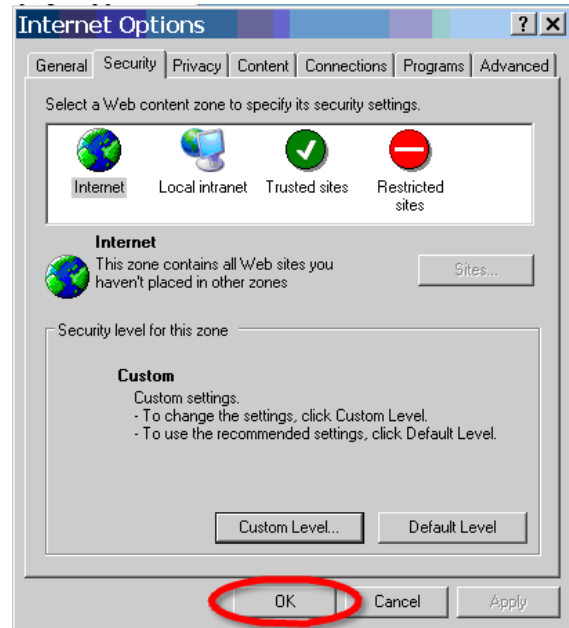 Internet Options ? X
General Security Privacy Content Connections Programs Advanced
Select a Web content zone to specify its security settings.
Internet Local intranet Trusted sites Restricted
sites
Internet
This zone contains all Web sites you
haven't placed in other zones
Sites...
Security level for this zone
Custom
Custom settings.
- To change the settings, click Custom Level.
- To use the recommended settings, click Default Level.
Custom Level... Default Level
OK Cancel Apply